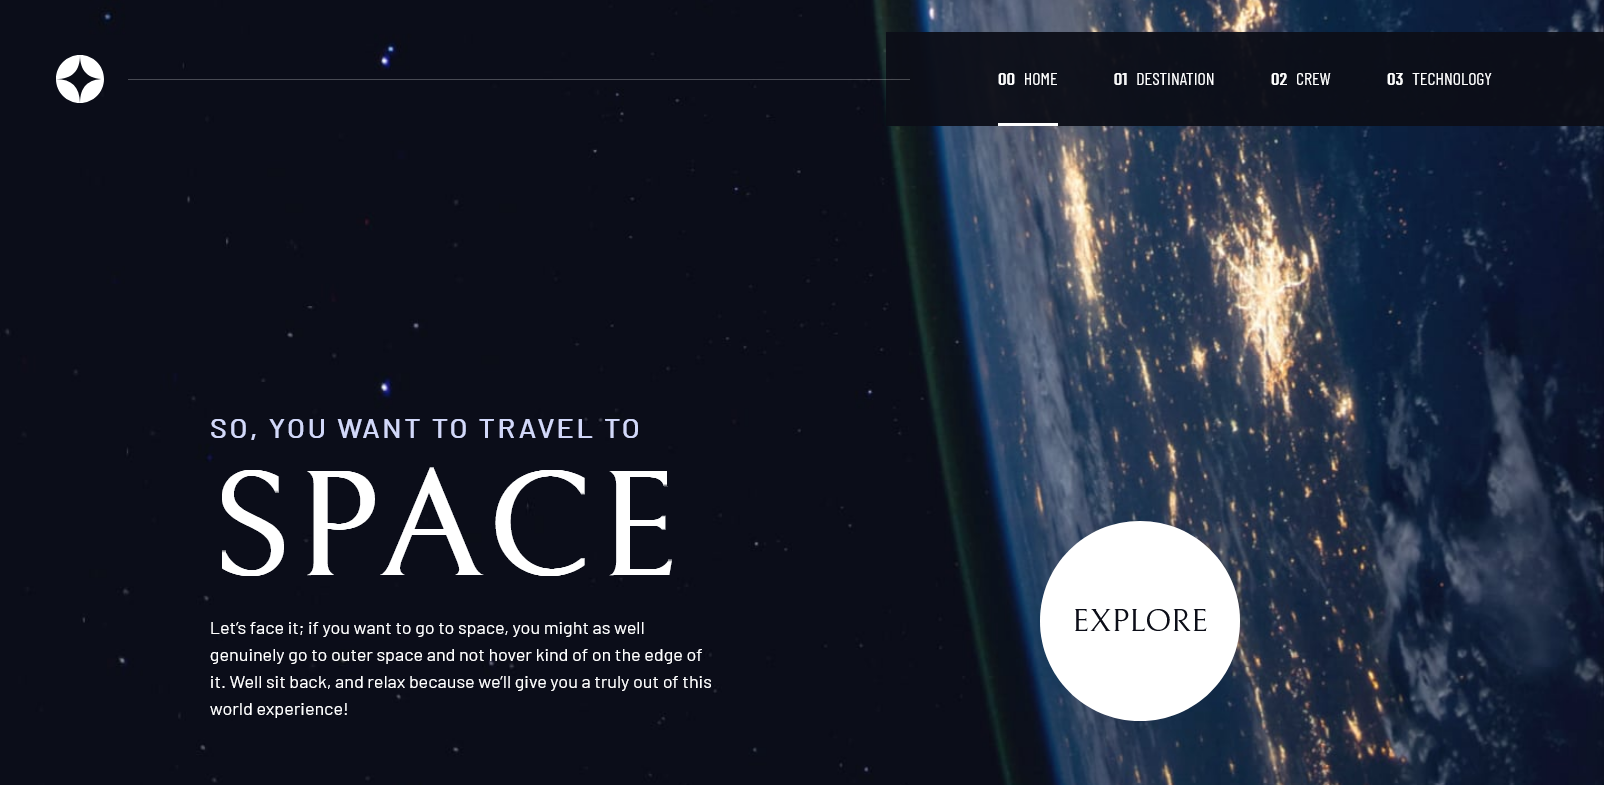 00 HOME 01 DESTINATION 02 CREW 03 TECHNOLOGY
SO, YOU WANT TO TRAVEL TO
SPACE
Let’s face it; if you want to go to space, you might as well
genuinely go to outer space and not hover kind of on the edge of
it. Well sit back, and relax because we’ll give you a truly out of this
world experience!
EXPLORE